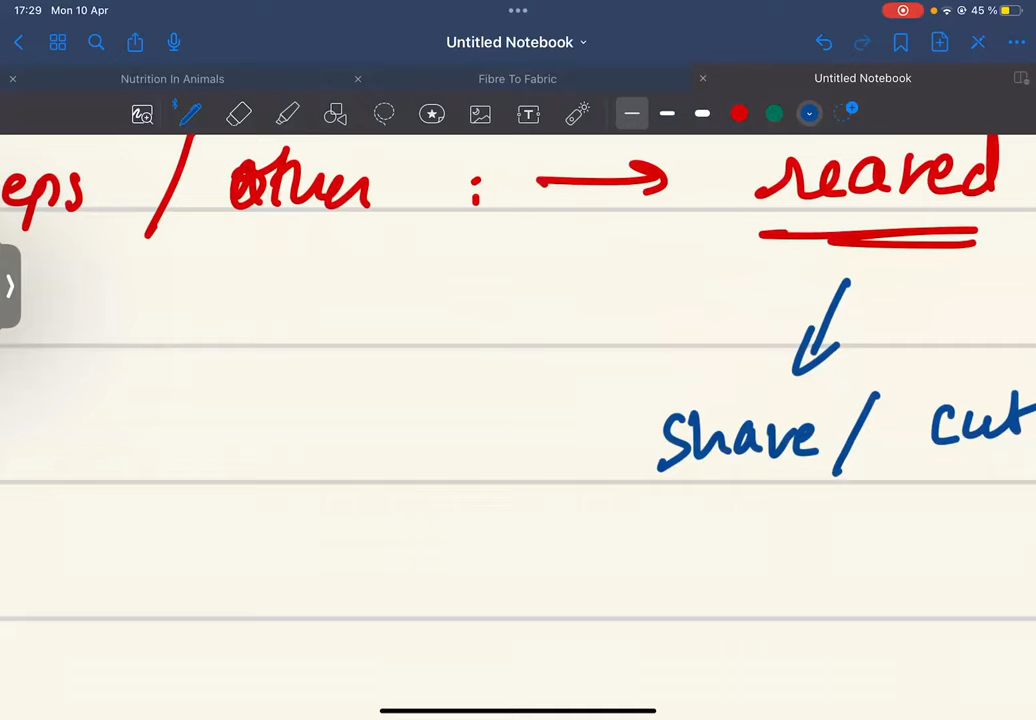 17:29 Mon 10 Apr 45 %
Untitled Notebook
Nutrition In Animals Fibre To Fabric Untitled Notebook
T
eps / other : → reared
share / cut